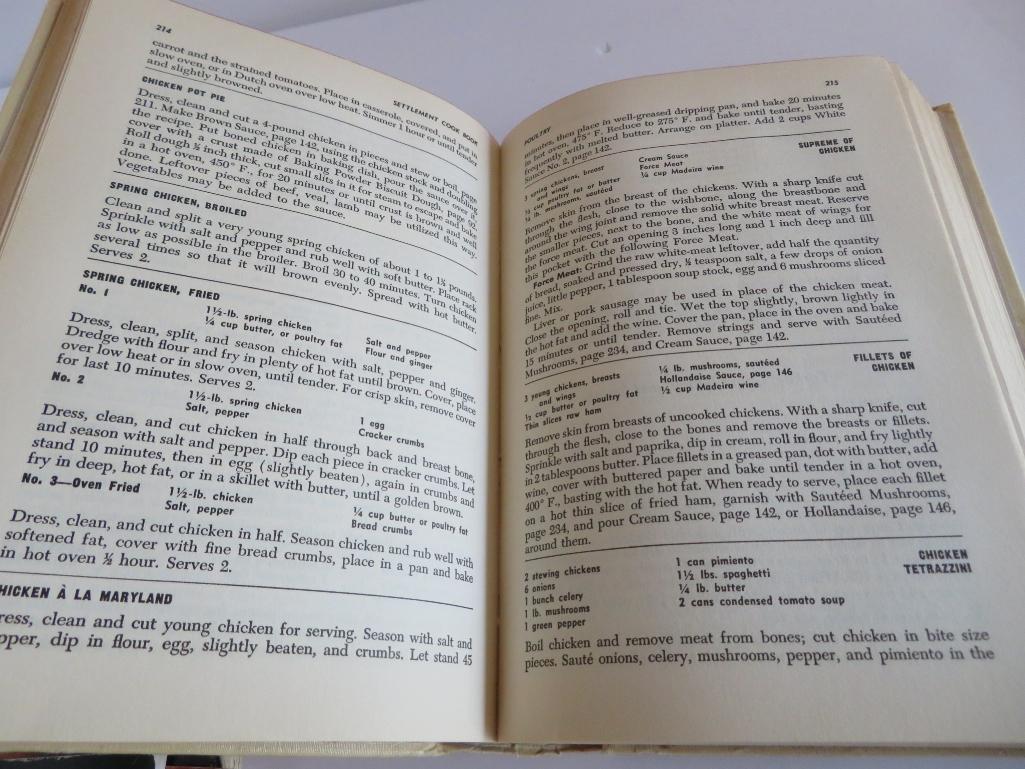 214
SETTLEMENT COOK BOOK
carrot and the strained tomatoes. Place in casserole, covered, and put in
slow oven, or in Dutch oven over low heat. Simmer 1 hour or until tender
and slightly browned.
CHICKEN POT PIE
Dress, clean and cut a 4-pound chicken in pieces and stew or boil, page
211. Make Brown Sauce, page 142, using the chicken stock and doubling
the recipe. Put boned chicken in baking dish, pour the sauce over it,
cover with a crust made of Baking Powder Biscuit Dough, page 62.
Roll dough ¼ inch thick, cut small slits in it for steam to escape and bake
in a hot oven, 450° F., for 20 minutes or until crust is brown and well
done. Leftover pieces of beef, veal, lamb may be utilized this way.
Vegetables may be added to the sauce.
SPRING CHICKEN, BROILED
Clean and split a very young spring chicken of about 1 to 1½ pounds.
Sprinkle with salt and pepper and rub well with soft butter. Place rack
as low as possible in the broiler. Broil 30 to 40 minutes. Turn chicken
several times so that it will brown evenly. Spread with hot butter.
Serves 2.
SPRING CHICKEN, FRIED
No. 1
1½-lb. spring chicken
¼ cup butter, or poultry fat
Salt and pepper
Flour and ginger
Dress, clean, split, and season chicken with salt, pepper and ginger.
Dredge with flour and fry in plenty of hot fat until brown. Cover, place
over low heat or in slow oven, until tender. For crisp skin, remove cover
for last 10 minutes. Serves 2.
No. 2
1½-lb. spring chicken
Salt, pepper
1 egg
Cracker crumbs
Dress, clean, and cut chicken in half through back and breast bone,
and season with salt and pepper. Dip each piece in cracker crumbs. Let
stand 10 minutes, then in egg (slightly beaten), again in crumbs and
fry in deep, hot fat, or in a skillet with butter, until a golden brown.
No. 3—Oven Fried
1½-lb. chicken
Salt, pepper
¼ cup butter or poultry fat
Bread crumbs
Dress, clean, and cut chicken in half. Season chicken and rub well with
softened fat, cover with fine bread crumbs, place in a pan and bake
in hot oven ½ hour. Serves 2.
HICKEN À LA MARYLAND
ress, clean and cut young chicken for serving. Season with salt and
pper, dip in flour, egg, slightly beaten, and crumbs. Let stand 45
POULTRY
215
minutes, then place in well-greased dripping pan, and bake 20 minutes
in hot oven, 475° F. Reduce to 275° F. and bake until tender, basting
frequently with melted butter. Arrange on platter. Add 2 cups White
Sauce No. 2, page 142.
SUPREME OF
CHICKEN
3 spring chickens, breast
and wings
½ cup poultry fat or butter
¼ lb. mushrooms, sautéed
Cream Sauce
Force Meat
¼ cup Madeira wine
Remove skin from the breast of the chickens. With a sharp knife cut
through the flesh, close to the wishbone, along the breastbone and
around the wing joint and remove the solid white breast meat. Reserve
the smaller pieces, next to the bone, and the white meat of wings for
the force meat. Cut an opening 3 inches long and 1 inch deep and fill
this pocket with the following Force Meat.
Force Meat: Grind the raw white-meat leftover, add half the quantity
of bread, soaked and pressed dry, ¼ teaspoon salt, a few drops of onion
juice, little pepper, 1 tablespoon soup stock, egg and 6 mushrooms sliced
fine. Mix.
Liver or pork sausage may be used in place of the chicken meat.
Close the opening, roll and tie. Wet the top slightly, brown lightly in
the hot fat and add the wine. Cover the pan, place in the oven and bake
15 minutes or until tender. Remove strings and serve with Sautéed
Mushrooms, page 234, and Cream Sauce, page 142.
FILLETS OF
CHICKEN
3 young chickens, breasts
and wings
½ cup butter or poultry fat
Thin slices raw ham
¼ lb. mushrooms, sautéed
Hollandaise Sauce, page 146
½ cup Madeira wine
Remove skin from breasts of uncooked chickens. With a sharp knife, cut
through the flesh, close to the bones and remove the breasts or fillets.
Sprinkle with salt and paprika, dip in cream, roll in flour, and fry lightly
in 2 tablespoons butter. Place fillets in a greased pan, dot with butter, add
wine, cover with buttered paper and bake until tender in a hot oven,
400° F., basting with the hot fat. When ready to serve, place each fillet
on a hot thin slice of fried ham, garnish with Sautéed Mushrooms,
page 234, and pour Cream Sauce, page 142, or Hollandaise, page 146,
around them.
CHICKEN
TETRAZZINI
2 stewing chickens
6 onions
1 bunch celery
1 lb. mushrooms
1 green pepper
1 can pimiento
1½ lbs. spaghetti
¼ lb. butter
2 cans condensed tomato soup
Boil chicken and remove meat from bones; cut chicken in bite size
pieces. Sauté onions, celery, mushrooms, pepper, and pimiento in the